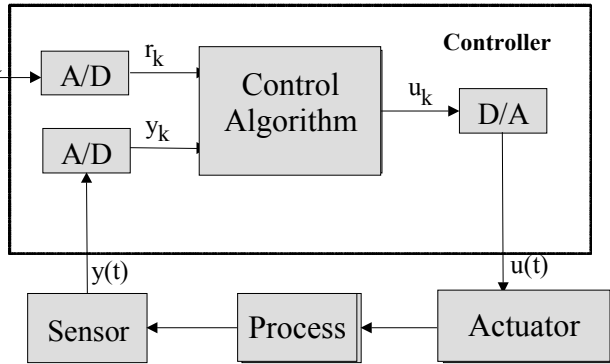 r_k
Controller
A/D
Control
Algorithm
u_k
D/A
y_k
A/D
y(t)
u(t)
Sensor
Process
Actuator